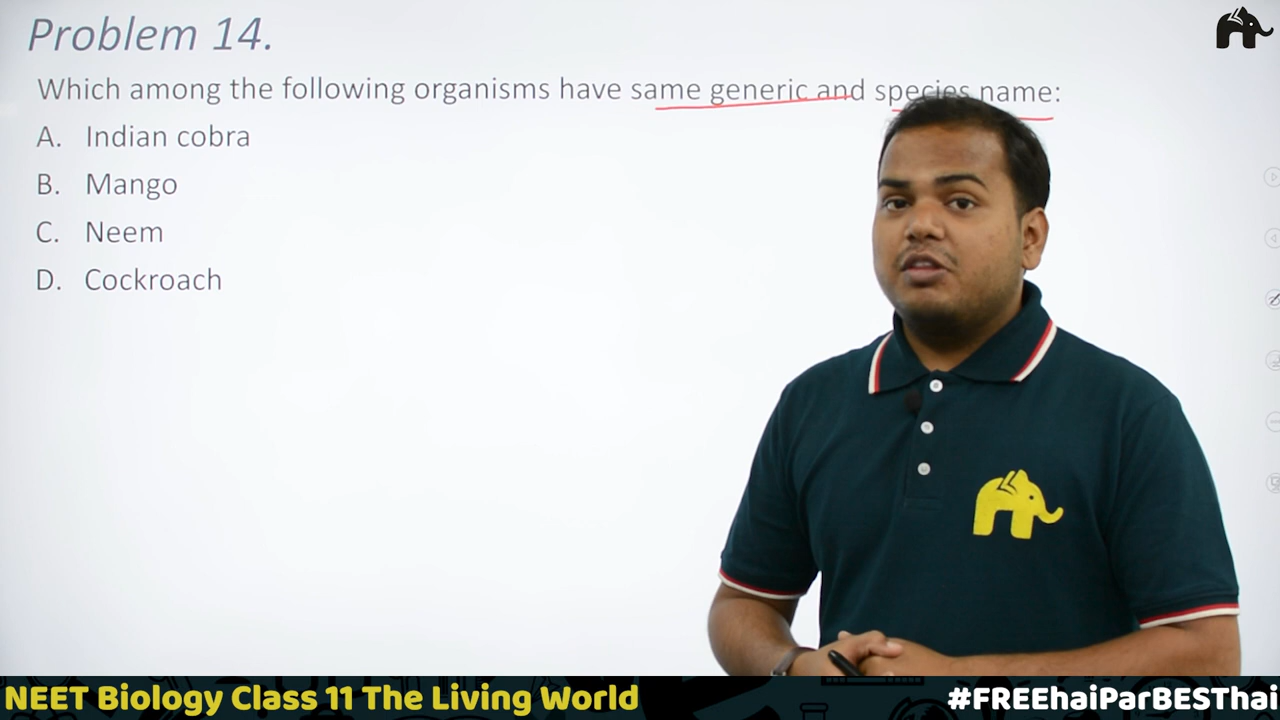 Problem 14.
Which among the following organisms have same generic and species name:
A. Indian cobra
B. Mango
C. Neem
D. Cockroach
NEET Biology Class 11 The Living World
#FREEhaiParBESThai